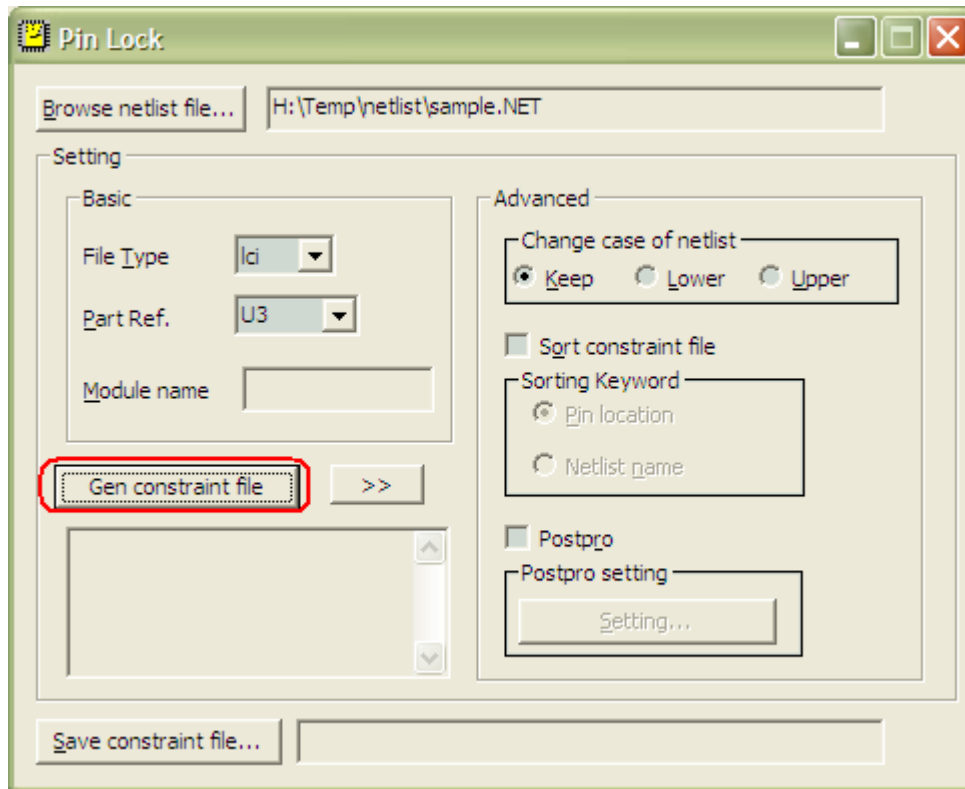 Pin Lock
Browse netlist file... H:\Temp\netlist\sample.NET
Setting
Basic
File Type lci
Part Ref. U3
Module name
Gen constraint file >>
Advanced
Change case of netlist
Keep Lower Upper
Sort constraint file
Sorting Keyword
Pin location
Netlist name
Postpro
Postpro setting
Setting...
Save constraint file...